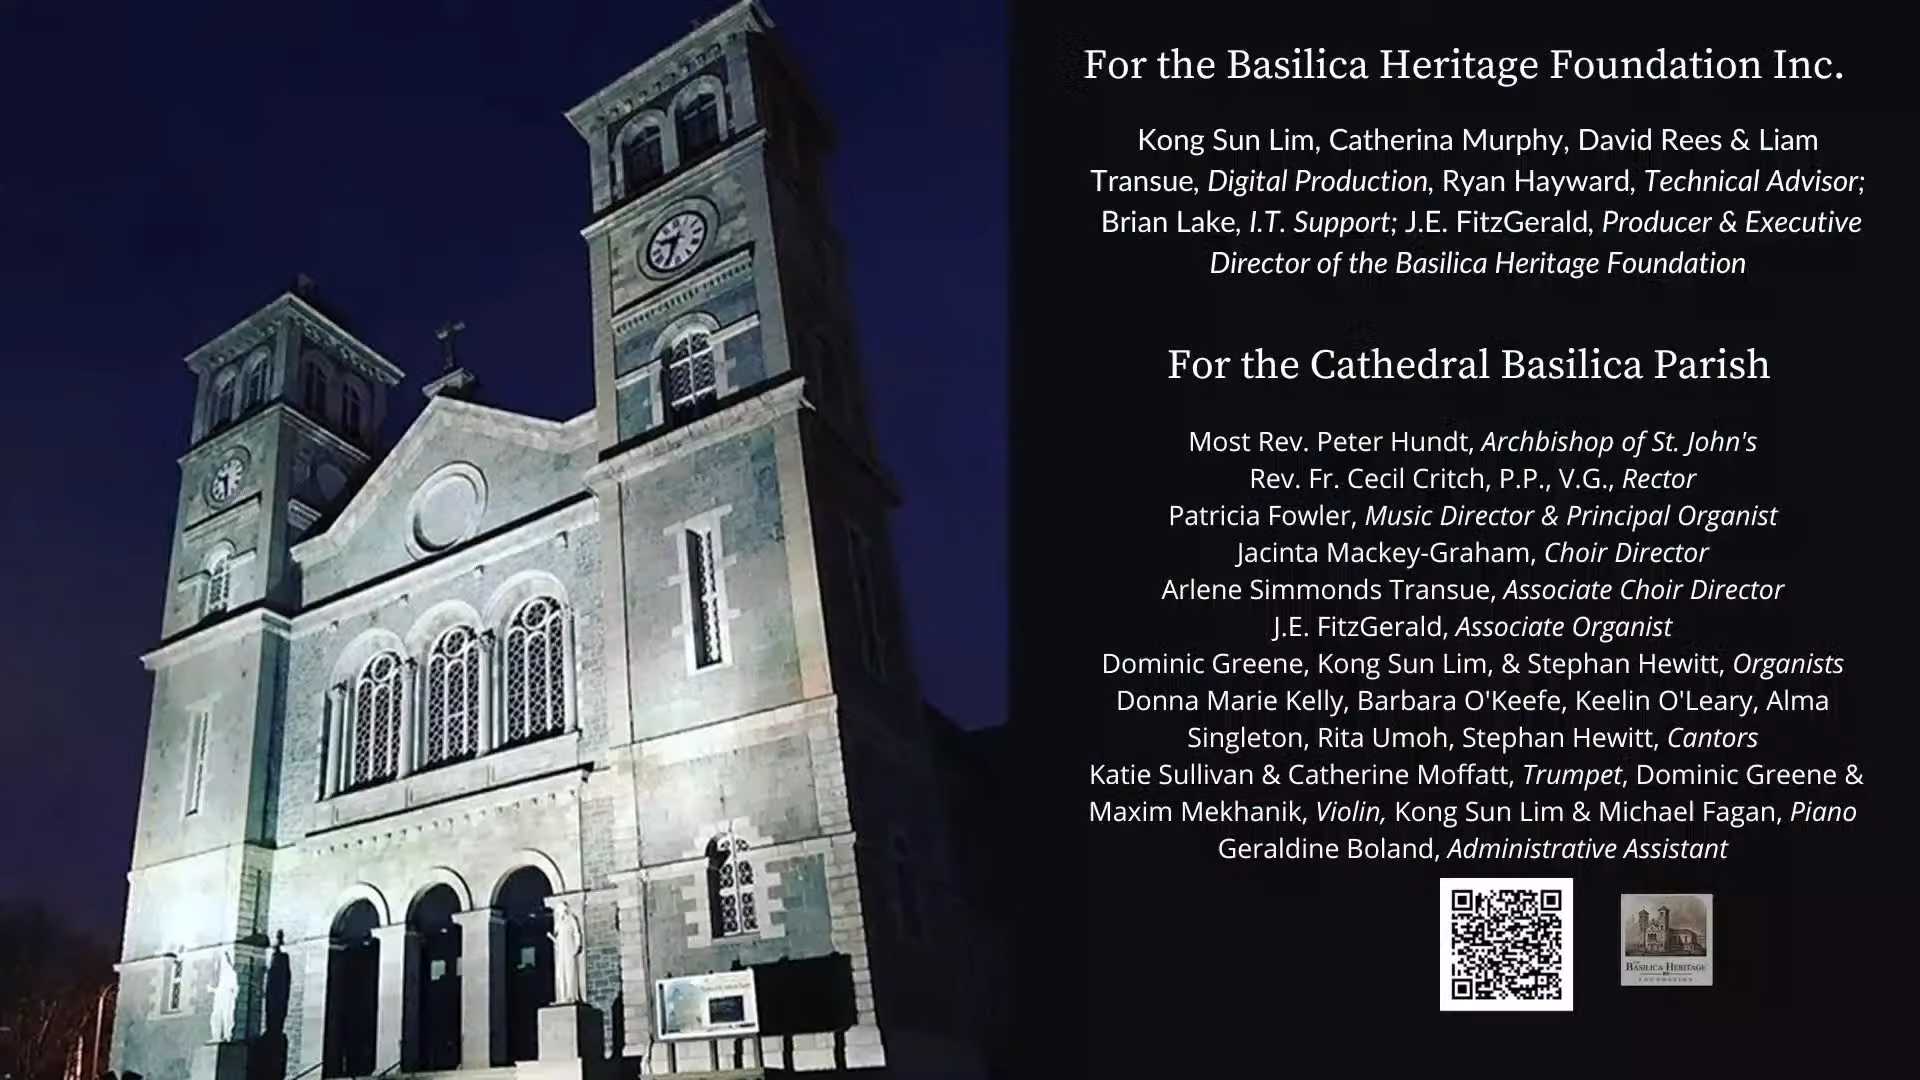 For the Basilica Heritage Foundation Inc.
Kong Sun Lim, Catherina Murphy, David Rees & Liam
Transue, Digital Production, Ryan Hayward, Technical Advisor;
Brian Lake, I.T. Support; J.E. FitzGerald, Producer & Executive
Director of the Basilica Heritage Foundation
For the Cathedral Basilica Parish
Most Rev. Peter Hundt, Archbishop of St. John's
Rev. Fr. Cecil Critch, P.P., V.G., Rector
Patricia Fowler, Music Director & Principal Organist
Jacinta Mackey-Graham, Choir Director
Arlene Simmonds Transue, Associate Choir Director
J.E. FitzGerald, Associate Organist
Dominic Greene, Kong Sun Lim, & Stephan Hewitt, Organists
Donna Marie Kelly, Barbara O'Keefe, Keelin O'Leary, Alma
Singleton, Rita Umoh, Stephan Hewitt, Cantors
Katie Sullivan & Catherine Moffatt, Trumpet, Dominic Greene &
Maxim Mekhanik, Violin, Kong Sun Lim & Michael Fagan, Piano
Geraldine Boland, Administrative Assistant
BASILICA HERITAGE
FOUNDATION